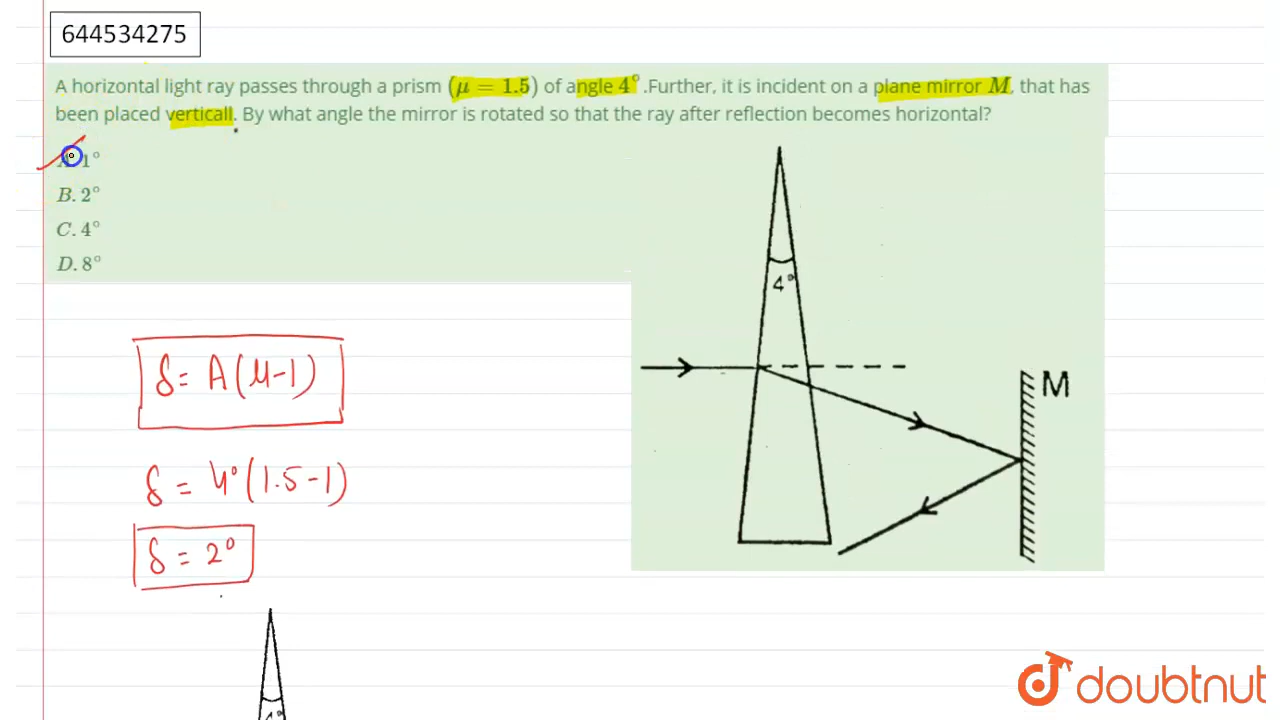 644534275
A horizontal light ray passes through a prism (μ = 1.5) of angle 4° .Further, it is incident on a plane mirror M, that has
been placed verticall. By what angle the mirror is rotated so that the ray after reflection becomes horizontal?
A. 1°
B. 2°
C. 4°
D. 8°
4°
M
δ = A(μ-1)
δ = 4°(1.5-1)
δ = 2°
4°
doubtnut